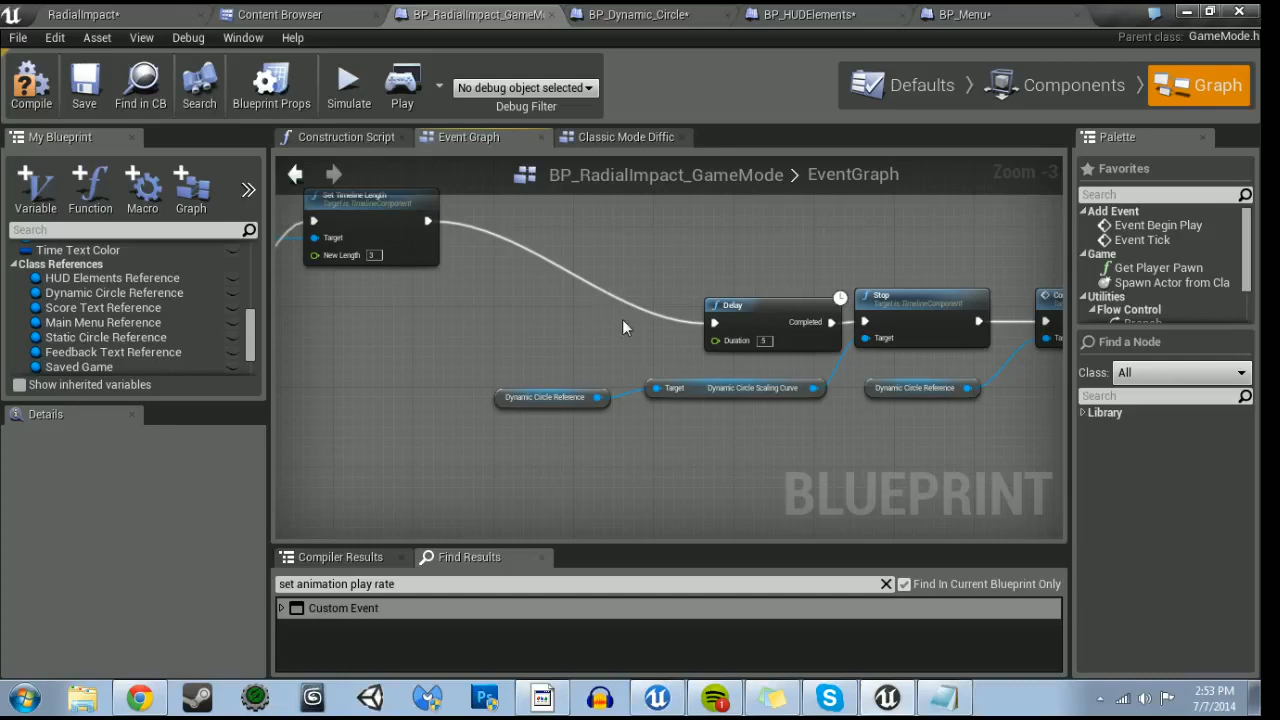 RadialImpact*
Content Browser
BP_RadialImpact_GameM
BP_Dynamic_Circle*
BP_HUDElements*
BP_Menu*
File Edit Asset View Debug Window Help
Parent class: GameMode.h
Compile
Save
Find in CB
Search
Blueprint Props
Simulate
Play
No debug object selected
Debug Filter
Defaults
Components
Graph
My Blueprint
Construction Script
Event Graph
Classic Mode Diffic
Palette
Variable
Function
Macro
Graph
Search
Time Text Color
Class References
HUD Elements Reference
Dynamic Circle Reference
Score Text Reference
Main Menu Reference
Static Circle Reference
Feedback Text Reference
Saved Game
Show inherited variables
Details
BP_RadialImpact_GameMode > EventGraph
Zoom -3
Set Timeline Length
Target is TimelineComponent
Target
New Length 3
Delay
Completed
Duration .5
Stop
Target is TimelineComponent
Target
Dynamic Circle Reference
Target Dynamic Circle Scaling Curve
Dynamic Circle Reference
BLUEPRINT
Favorites
Search
Add Event
Event Begin Play
Event Tick
Game
Get Player Pawn
Spawn Actor from Cla
Utilities
Flow Control
Find a Node
Class: All
Search
Library
Compiler Results
Find Results
set animation play rate
Find In Current Blueprint Only
Custom Event
2:53 PM
7/7/2014